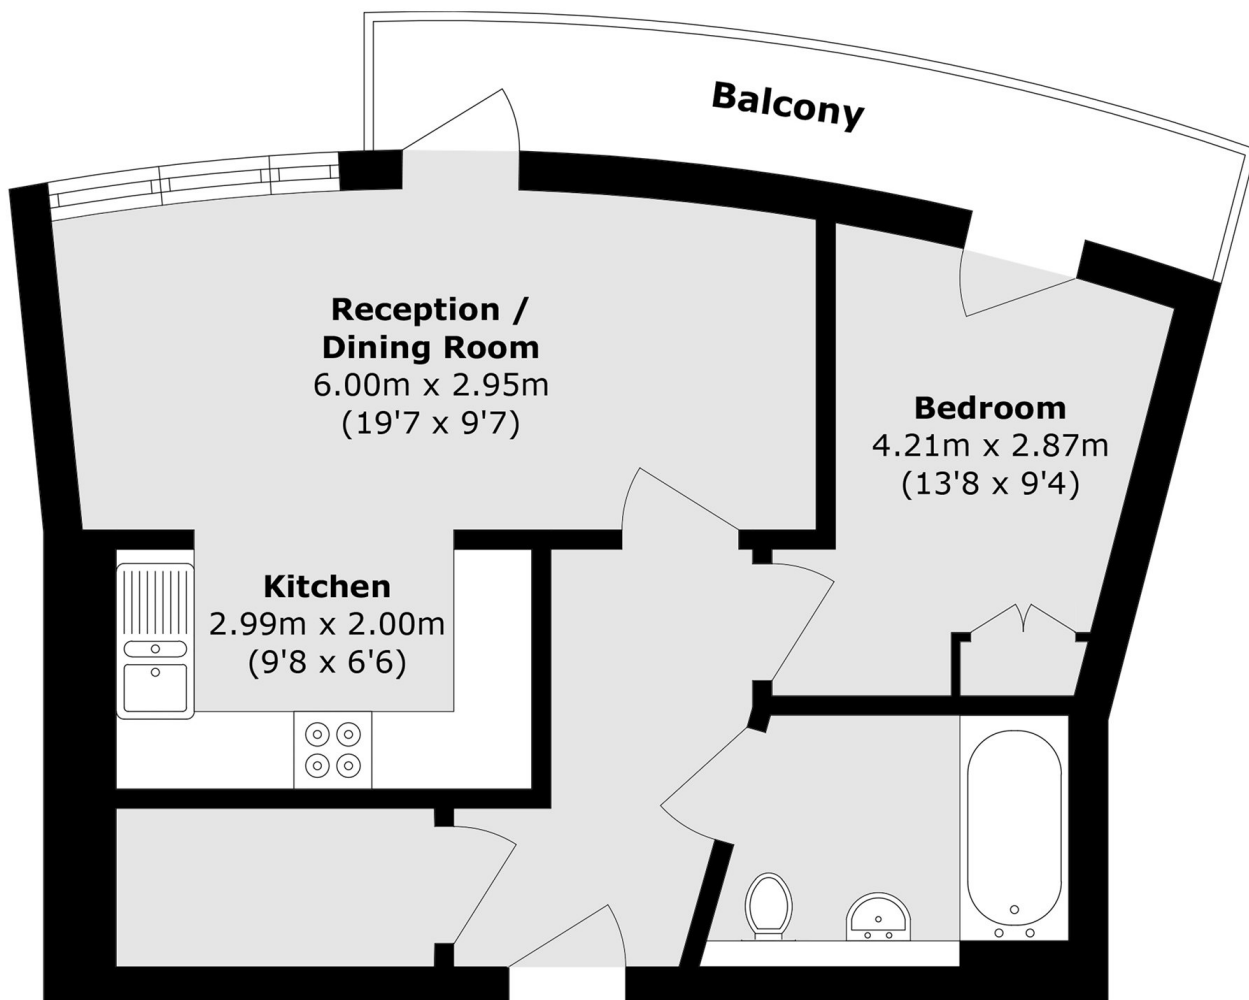 Balcony
Reception /
Dining Room
6.00m x 2.95m
(19'7 x 9'7)
Bedroom
4.21m x 2.87m
(13'8 x 9'4)
Kitchen
2.99m x 2.00m
(9'8 x 6'6)